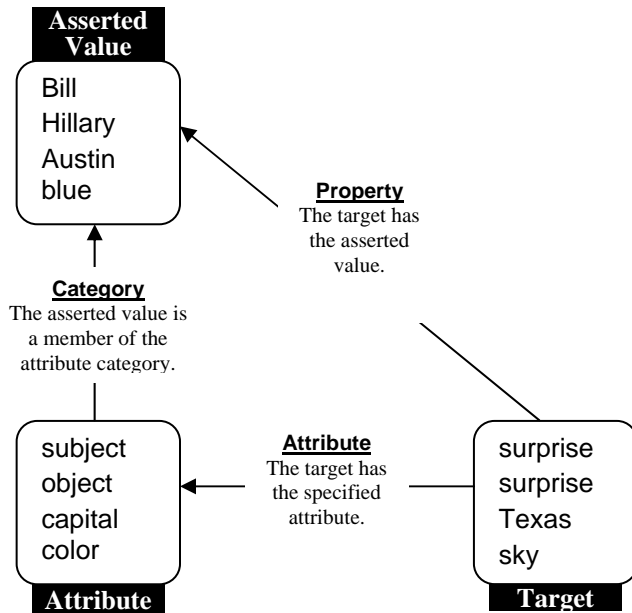 Asserted
Value
Bill
Hillary
Austin
blue
Property
The target has
the asserted
value.
Category
The asserted value is
a member of the
attribute category.
subject
object
capital
color
Attribute
Attribute
The target has
the specified
attribute.
surprise
surprise
Texas
sky
Target